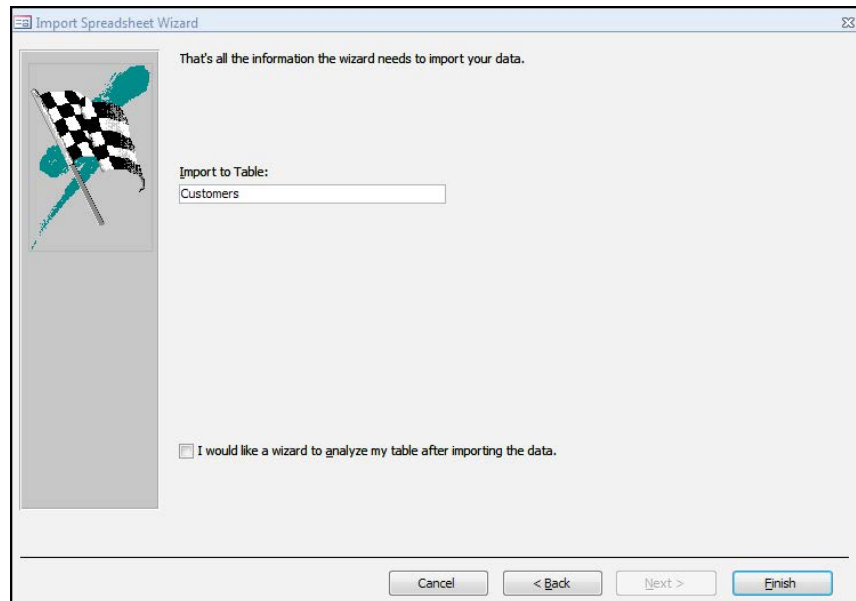 Import Spreadsheet Wizard
That's all the information the wizard needs to import your data.
Import to Table:
Customers
I would like a wizard to analyze my table after importing the data.
Cancel
< Back
Next >
Finish